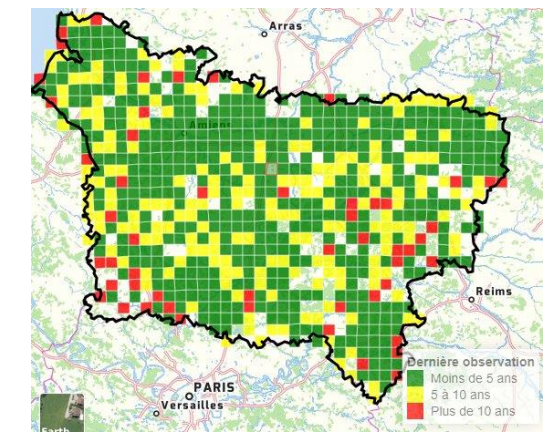 Arras
Amiens
Reims
PARIS
Versailles
Dernière observation
Moins de 5 ans
5 à 10 ans
Plus de 10 ans
Earth